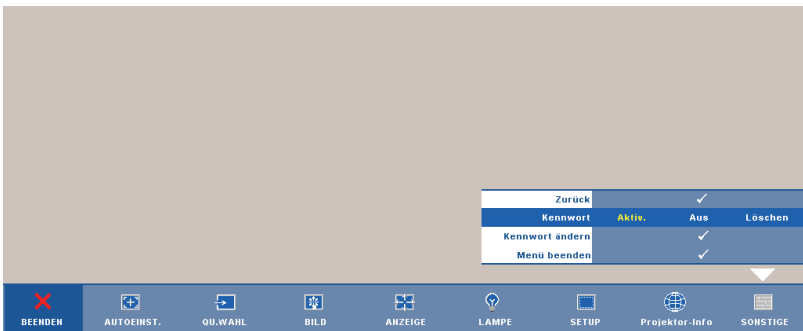 Zurück
Kennwort Aktiv. Aus Löschen
Kennwort ändern
Menü beenden
BEENDEN AUTOEINST. QU.WAHL BILD ANZEIGE LAMPE SETUP Projektor-Info SONSTIGE